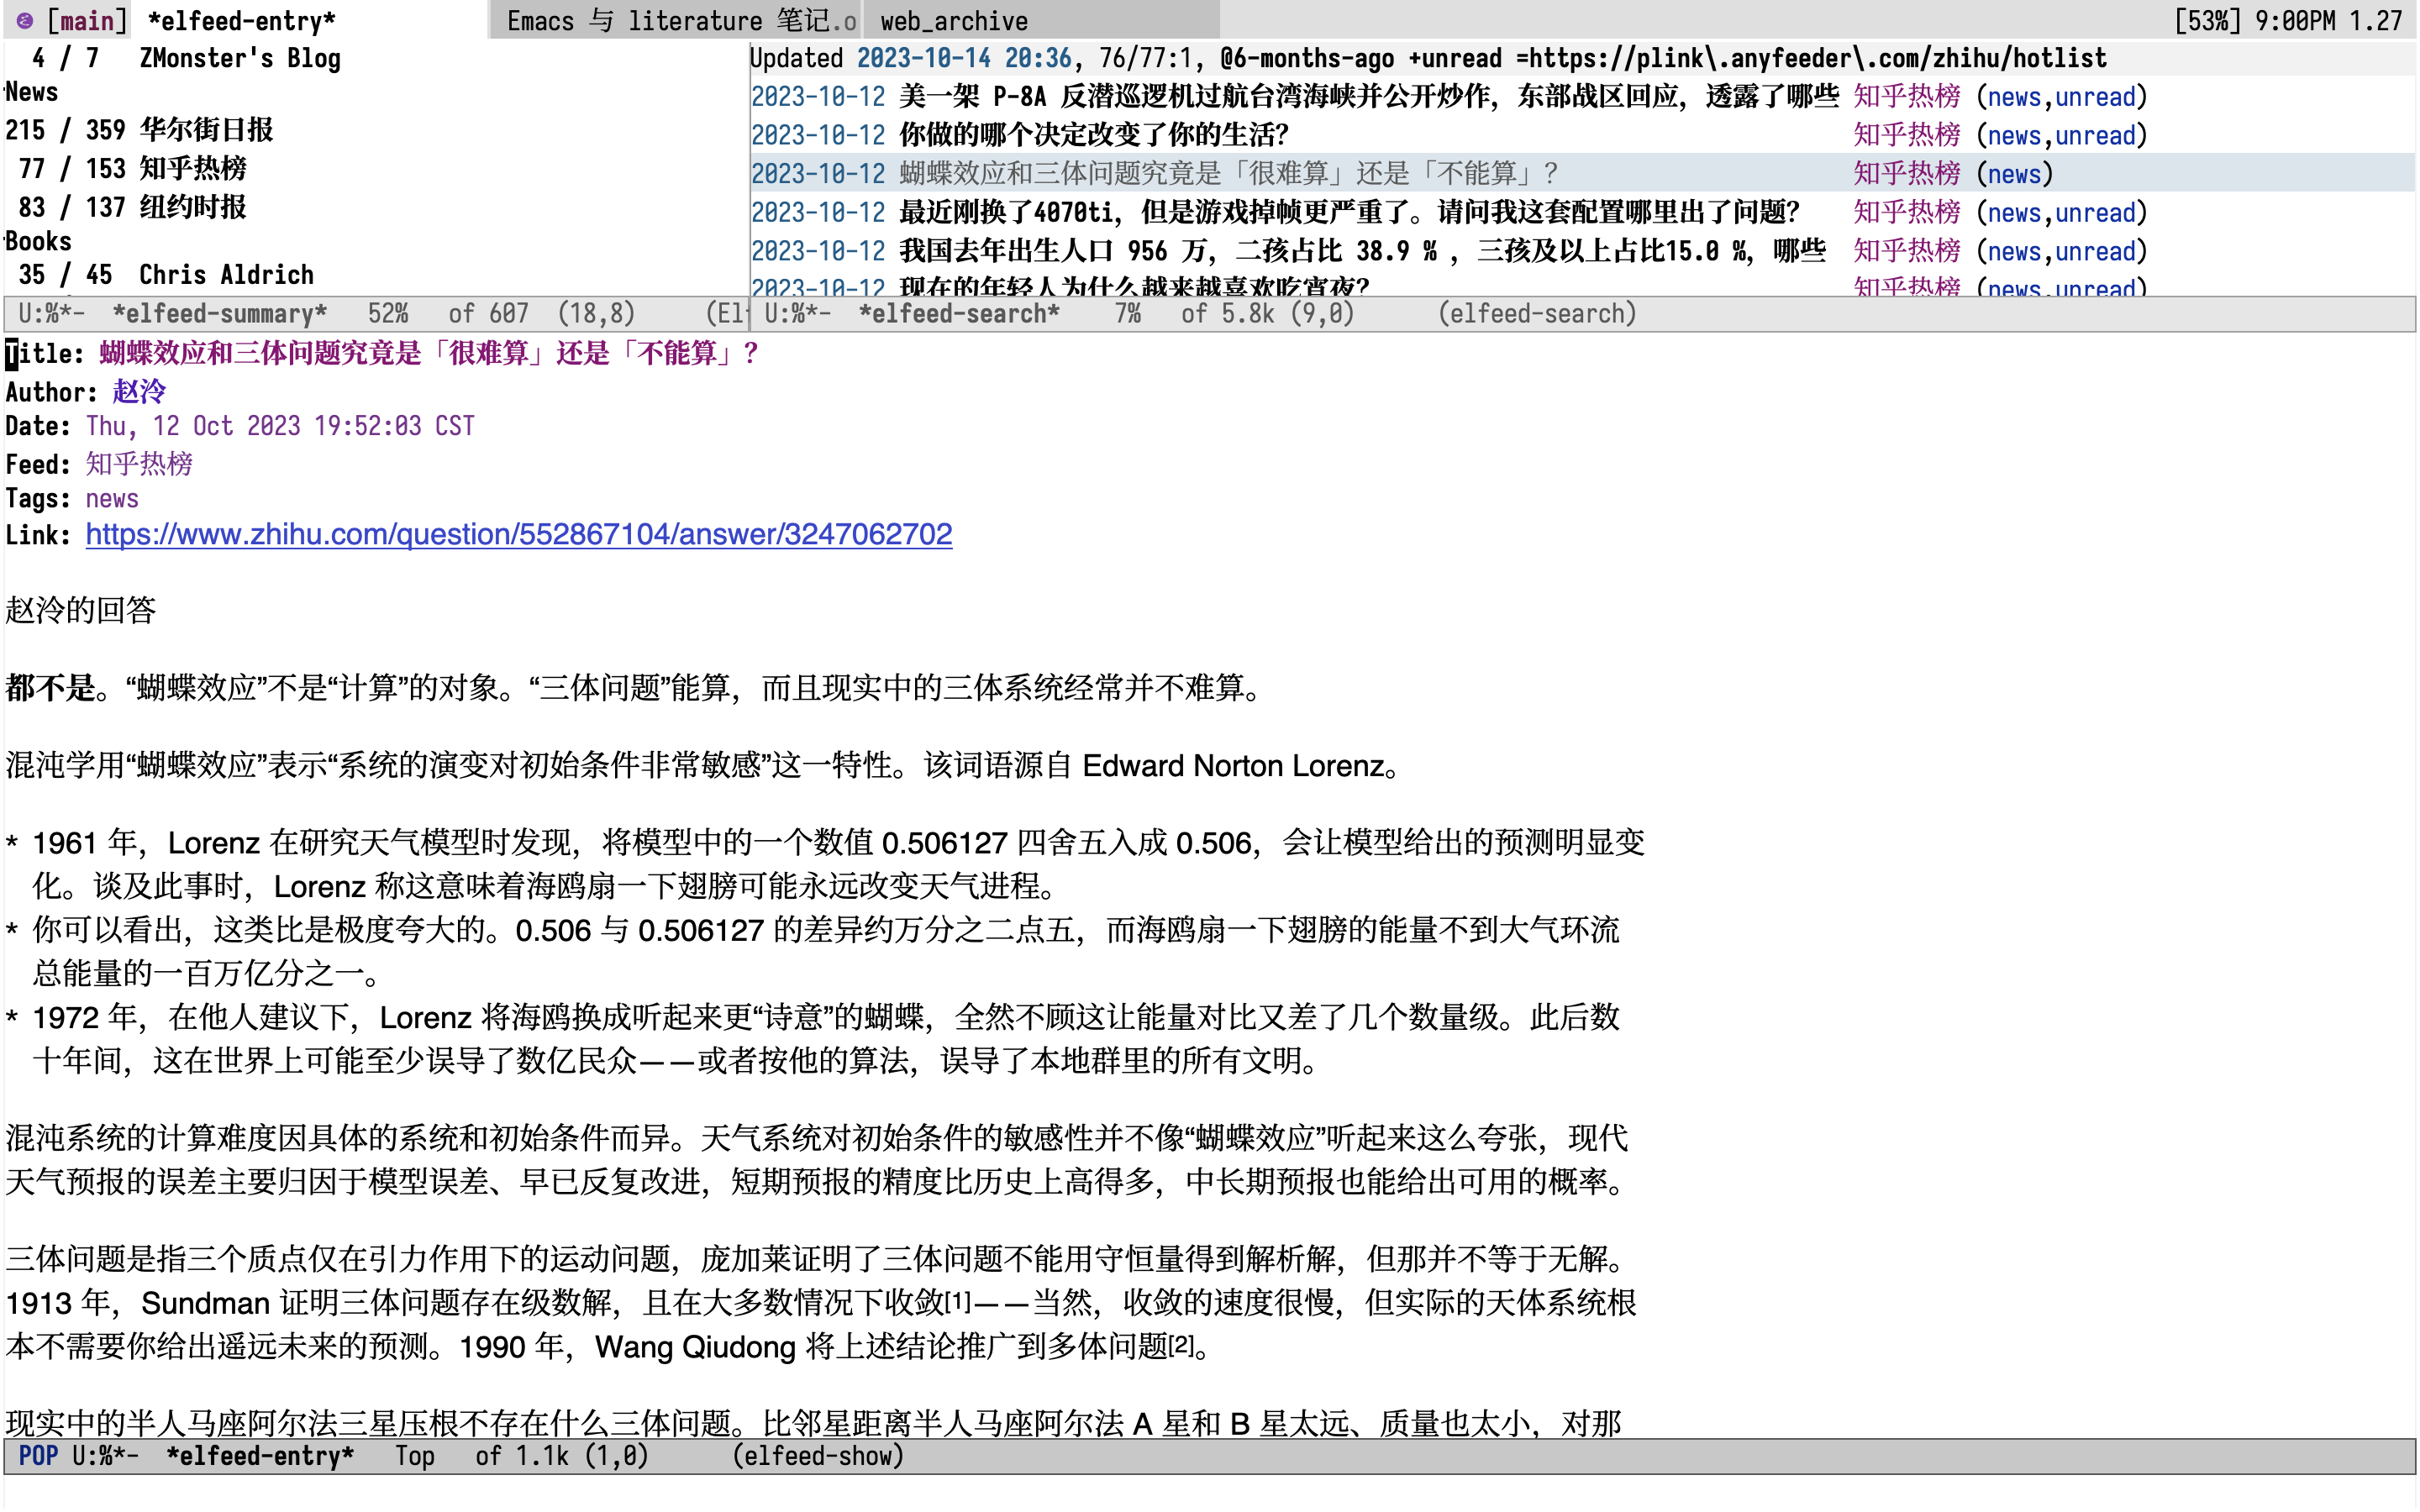 [main] *elfeed-entry* Emacs 与 literature 笔记.o web_archive [53%] 9:00PM 1.27
4 / 7 ZMonster's Blog
News
215 / 359 华尔街日报
77 / 153 知乎热榜
83 / 137 纽约时报
Books
35 / 45 Chris Aldrich
U:%*- *elfeed-summary* 52% of 607 (18,8) (El
Updated 2023-10-14 20:36, 76/77:1, @6-months-ago +unread =https://plink\.anyfeeder\.com/zhihu/hotlist
2023-10-12 美一架 P-8A 反潜巡逻机过航台湾海峡并公开炒作，东部战区回应，透露了哪些 知乎热榜 (news,unread)
2023-10-12 你做的哪个决定改变了你的生活？ 知乎热榜 (news,unread)
2023-10-12 蝴蝶效应和三体问题究竟是「很难算」还是「不能算」？ 知乎热榜 (news)
2023-10-12 最近刚换了4070ti，但是游戏掉帧更严重了。请问我这套配置哪里出了问题？ 知乎热榜 (news,unread)
2023-10-12 我国去年出生人口 956 万，二孩占比 38.9 % ，三孩及以上占比15.0 %，哪些 知乎热榜 (news,unread)
2023-10-12 现在的年轻人为什么越来越喜欢吃宵夜？ 知乎热榜 (news,unread)
U:%*- *elfeed-search* 7% of 5.8k (9,0) (elfeed-search)
Title: 蝴蝶效应和三体问题究竟是「很难算」还是「不能算」？
Author: 赵泠
Date: Thu, 12 Oct 2023 19:52:03 CST
Feed: 知乎热榜
Tags: news
Link: https://www.zhihu.com/question/552867104/answer/3247062702
赵泠的回答
都不是。“蝴蝶效应”不是“计算”的对象。“三体问题”能算，而且现实中的三体系统经常并不难算。
混沌学用“蝴蝶效应”表示“系统的演变对初始条件非常敏感”这一特性。该词语源自 Edward Norton Lorenz。
* 1961 年，Lorenz 在研究天气模型时发现，将模型中的一个数值 0.506127 四舍五入成 0.506，会让模型给出的预测明显变
化。谈及此事时，Lorenz 称这意味着海鸥扇一下翅膀可能永远改变天气进程。
* 你可以看出，这类比是极度夸大的。0.506 与 0.506127 的差异约万分之二点五，而海鸥扇一下翅膀的能量不到大气环流
总能量的一百万亿分之一。
* 1972 年，在他人建议下，Lorenz 将海鸥换成听起来更“诗意”的蝴蝶，全然不顾这让能量对比又差了几个数量级。此后数
十年间，这在世界上可能至少误导了数亿民众——或者按他的算法，误导了本地群里的所有文明。
混沌系统的计算难度因具体的系统和初始条件而异。天气系统对初始条件的敏感性并不像“蝴蝶效应”听起来这么夸张，现代
天气预报的误差主要归因于模型误差、早已反复改进，短期预报的精度比历史上高得多，中长期预报也能给出可用的概率。
三体问题是指三个质点仅在引力作用下的运动问题，庞加莱证明了三体问题不能用守恒量得到解析解，但那并不等于无解。
1913 年，Sundman 证明三体问题存在级数解，且在大多数情况下收敛[1]——当然，收敛的速度很慢，但实际的天体系统根
本不需要你给出遥远未来的预测。1990 年，Wang Qiudong 将上述结论推广到多体问题[2]。
现实中的半人马座阿尔法三星压根不存在什么三体问题。比邻星距离半人马座阿尔法 A 星和 B 星太远、质量也太小，对那
POP U:%*- *elfeed-entry* Top of 1.1k (1,0) (elfeed-show)